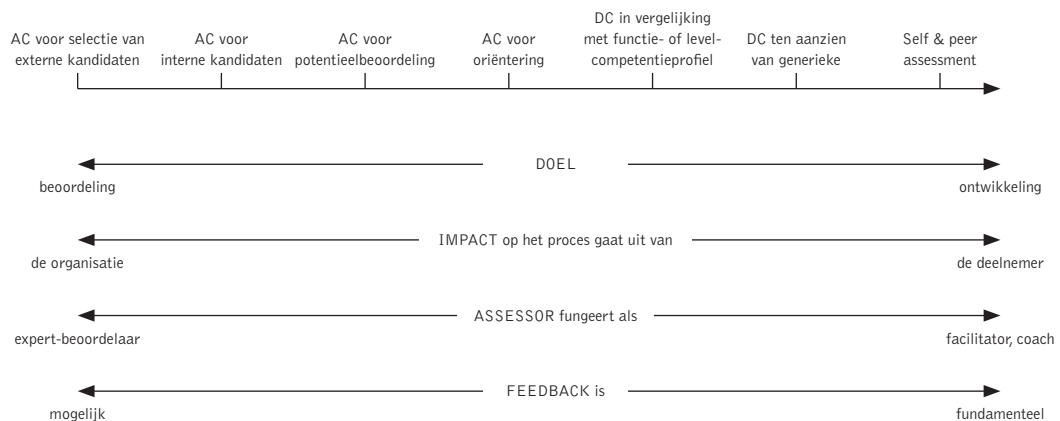 AC voor selectie van
externe kandidaten
AC voor
interne kandidaten
AC voor
potentieelbeoordeling
AC voor
oriëntering
DC in vergelijking
met functie- of level-
competentieprofiel
DC ten aanzien
van generieke
Self & peer
assessment
DOEL
beoordeling
ontwikkeling
IMPACT op het proces gaat uit van
de organisatie
de deelnemer
ASSESSOR fungeert als
expert-beoordelaar
facilitator, coach
FEEDBACK is
mogelijk
fundamenteel